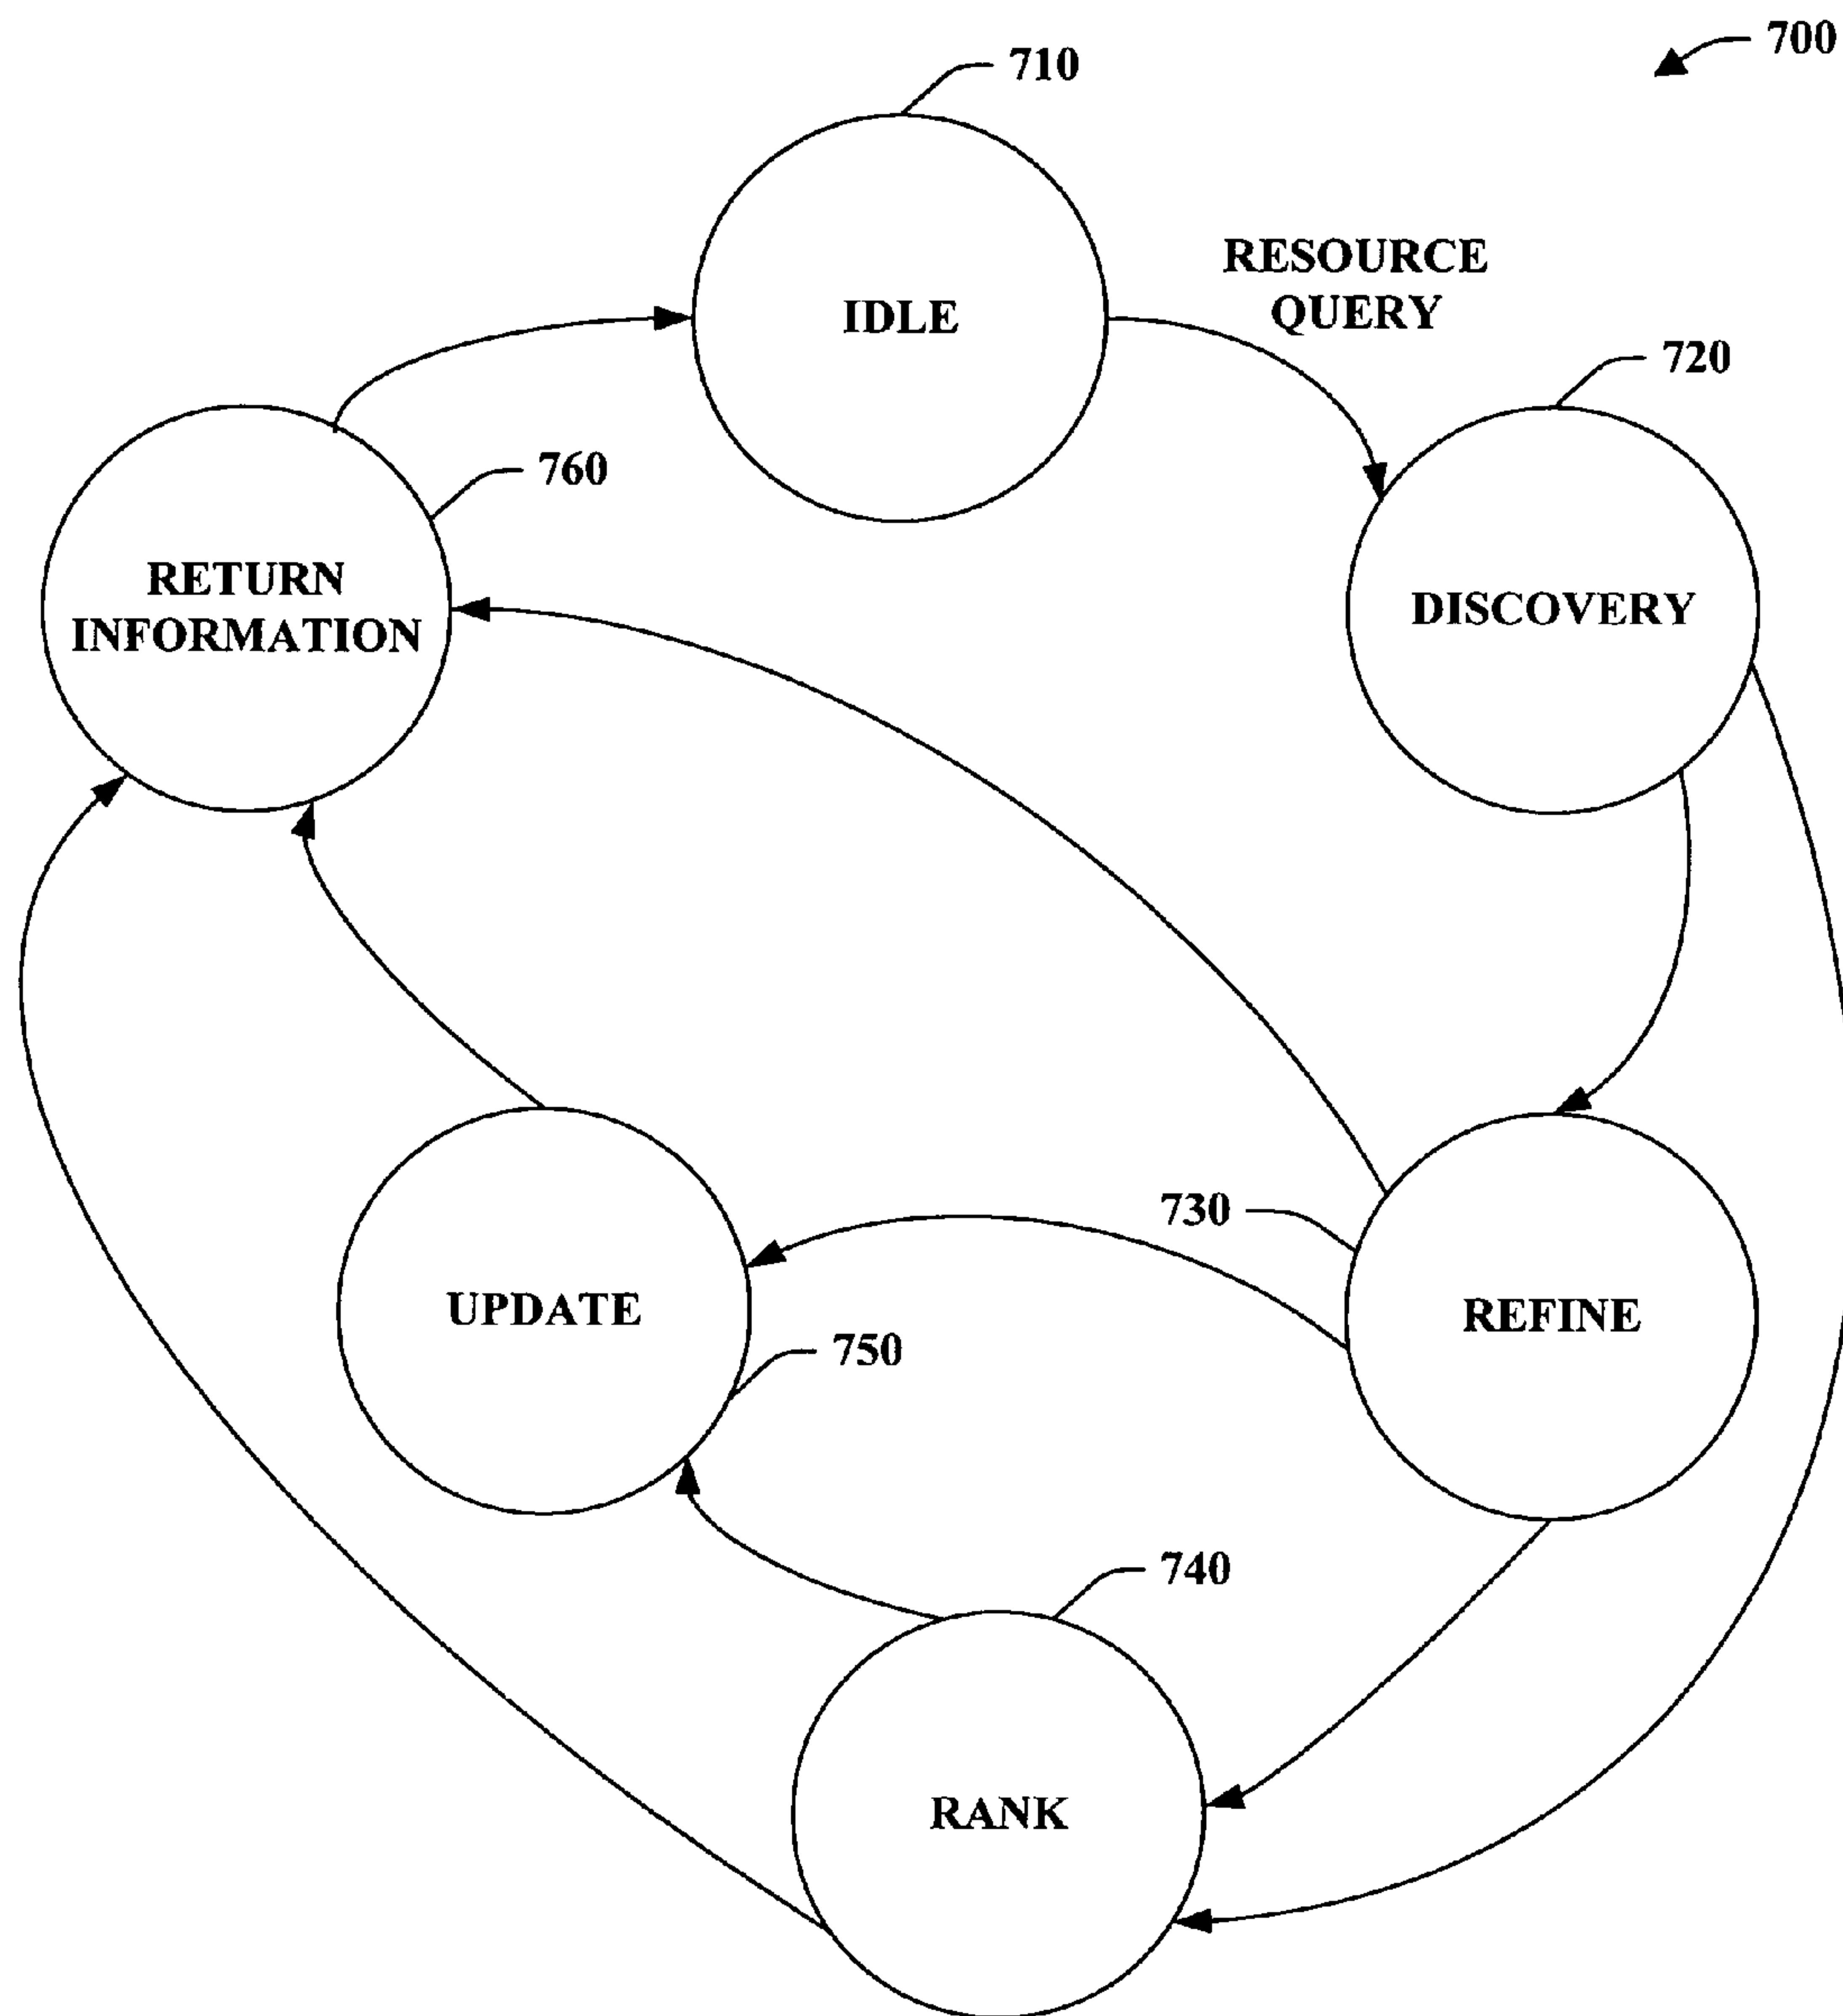 700
710
IDLE
RESOURCE
QUERY
720
760
RETURN
INFORMATION
DISCOVERY
730
UPDATE
REFINE
750
740
RANK